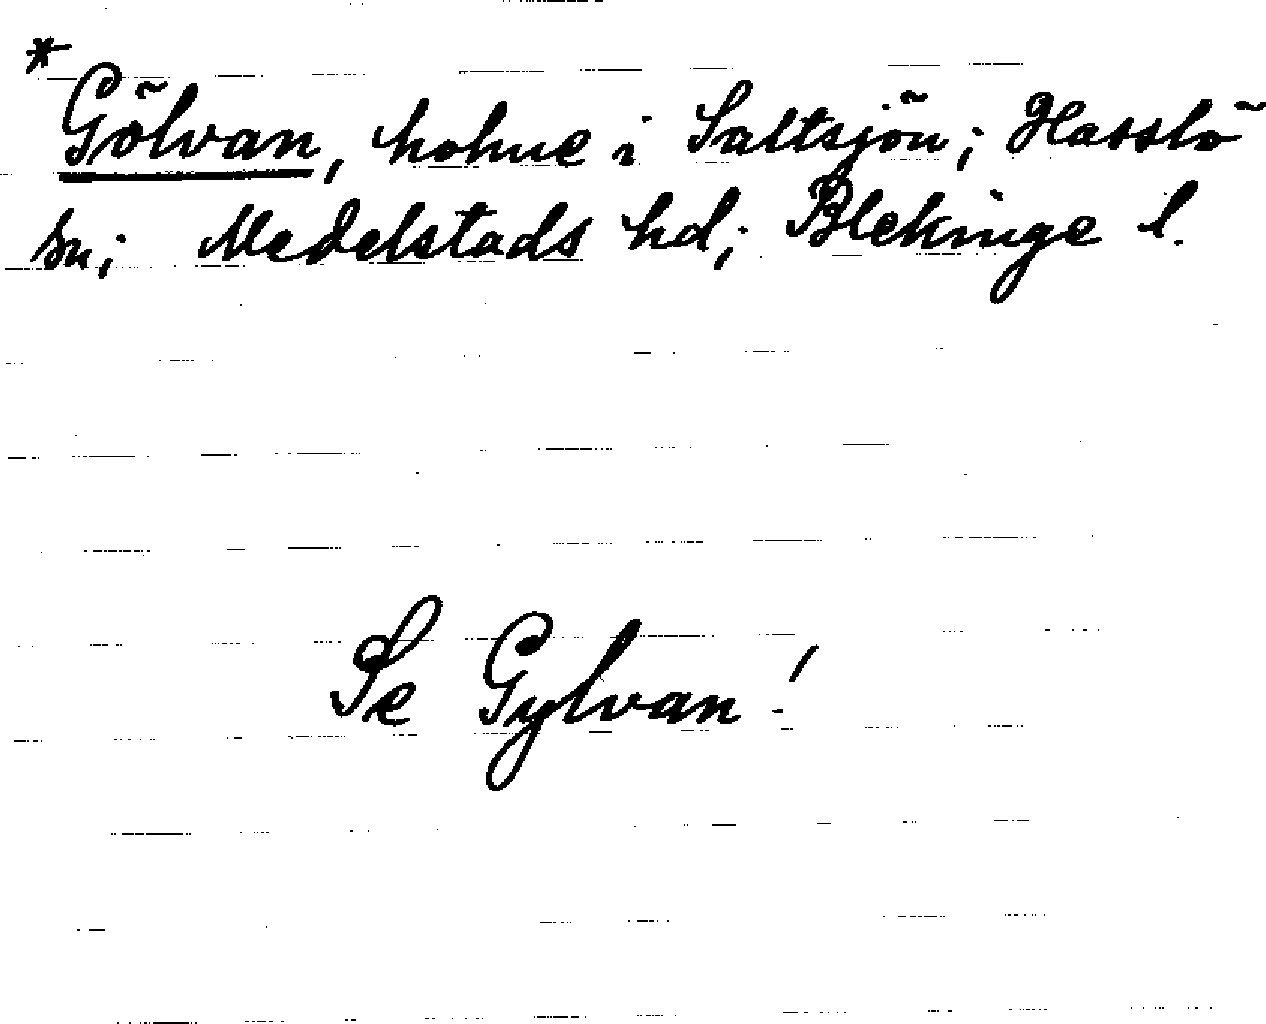 * Gölvan, holme i Saltsjön; Hasslö
sn; Medelstads hd; Blekinge l.
Se Gylvan!